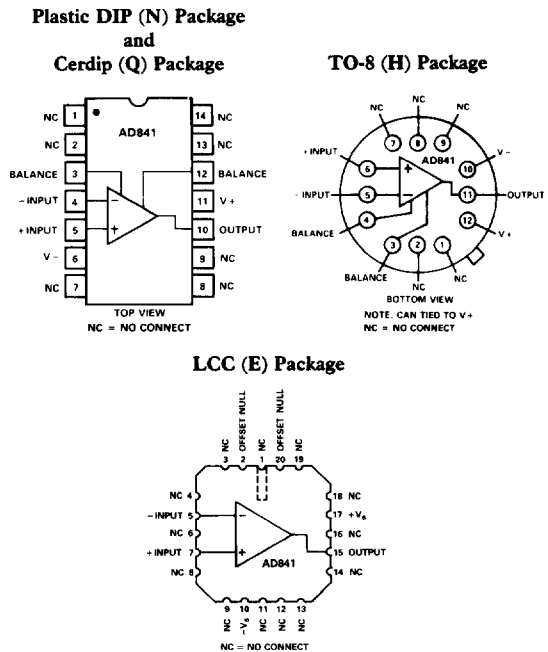 Plastic DIP (N) Package
and
Cerdip (Q) Package
NC 1
NC 2
BALANCE 3
- INPUT 4
+ INPUT 5
V - 6
NC 7
AD841
14 NC
13 NC
12 BALANCE
11 V +
10 OUTPUT
9 NC
8 NC
- +
TOP VIEW
NC = NO CONNECT
TO-8 (H) Package
NC NC NC
7 8 9
+ INPUT 6
- INPUT 5
BALANCE 4
BALANCE 3
AD841
+ -
10 V -
11 OUTPUT
12 V +
2 NC
1 NC
BOTTOM VIEW
NOTE. CAN TIED TO V +
NC = NO CONNECT
LCC (E) Package
NC OFFSET NULL NC OFFSET NULL NC
3 2 1 20 19
NC 4
- INPUT 5
NC 6
+ INPUT 7
NC 8
- +
AD841
18 NC
17 +Vs
16 NC
15 OUTPUT
14 NC
9 10 11 12 13
NC -Vs NC NC NC
NC = NO CONNECT